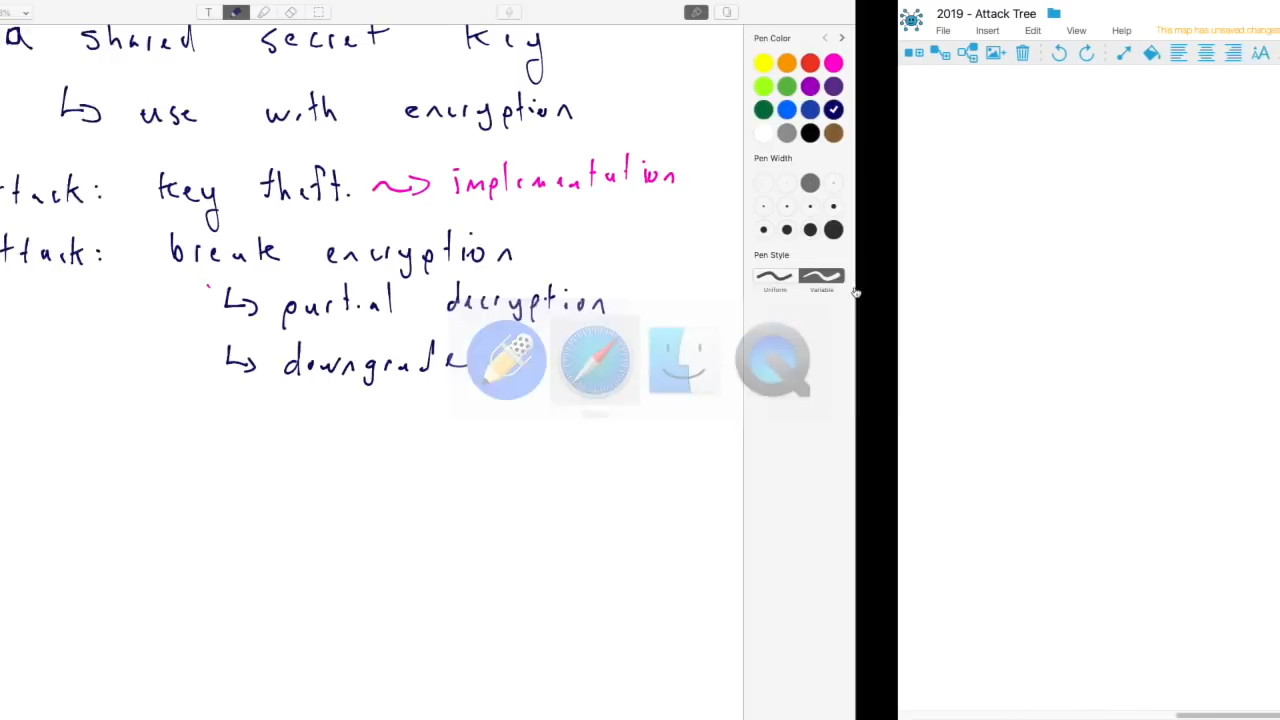 a shared secret key
↳ use with encryption
ttack: key theft. ⇝ implementation
ttack: break encryption
↳ partial decryption
↳ downgrade
T
Pen Color
Pen Width
Pen Style
Uniform Variable
2019 - Attack Tree
File Insert Edit View Help This map has unsaved changes
AA